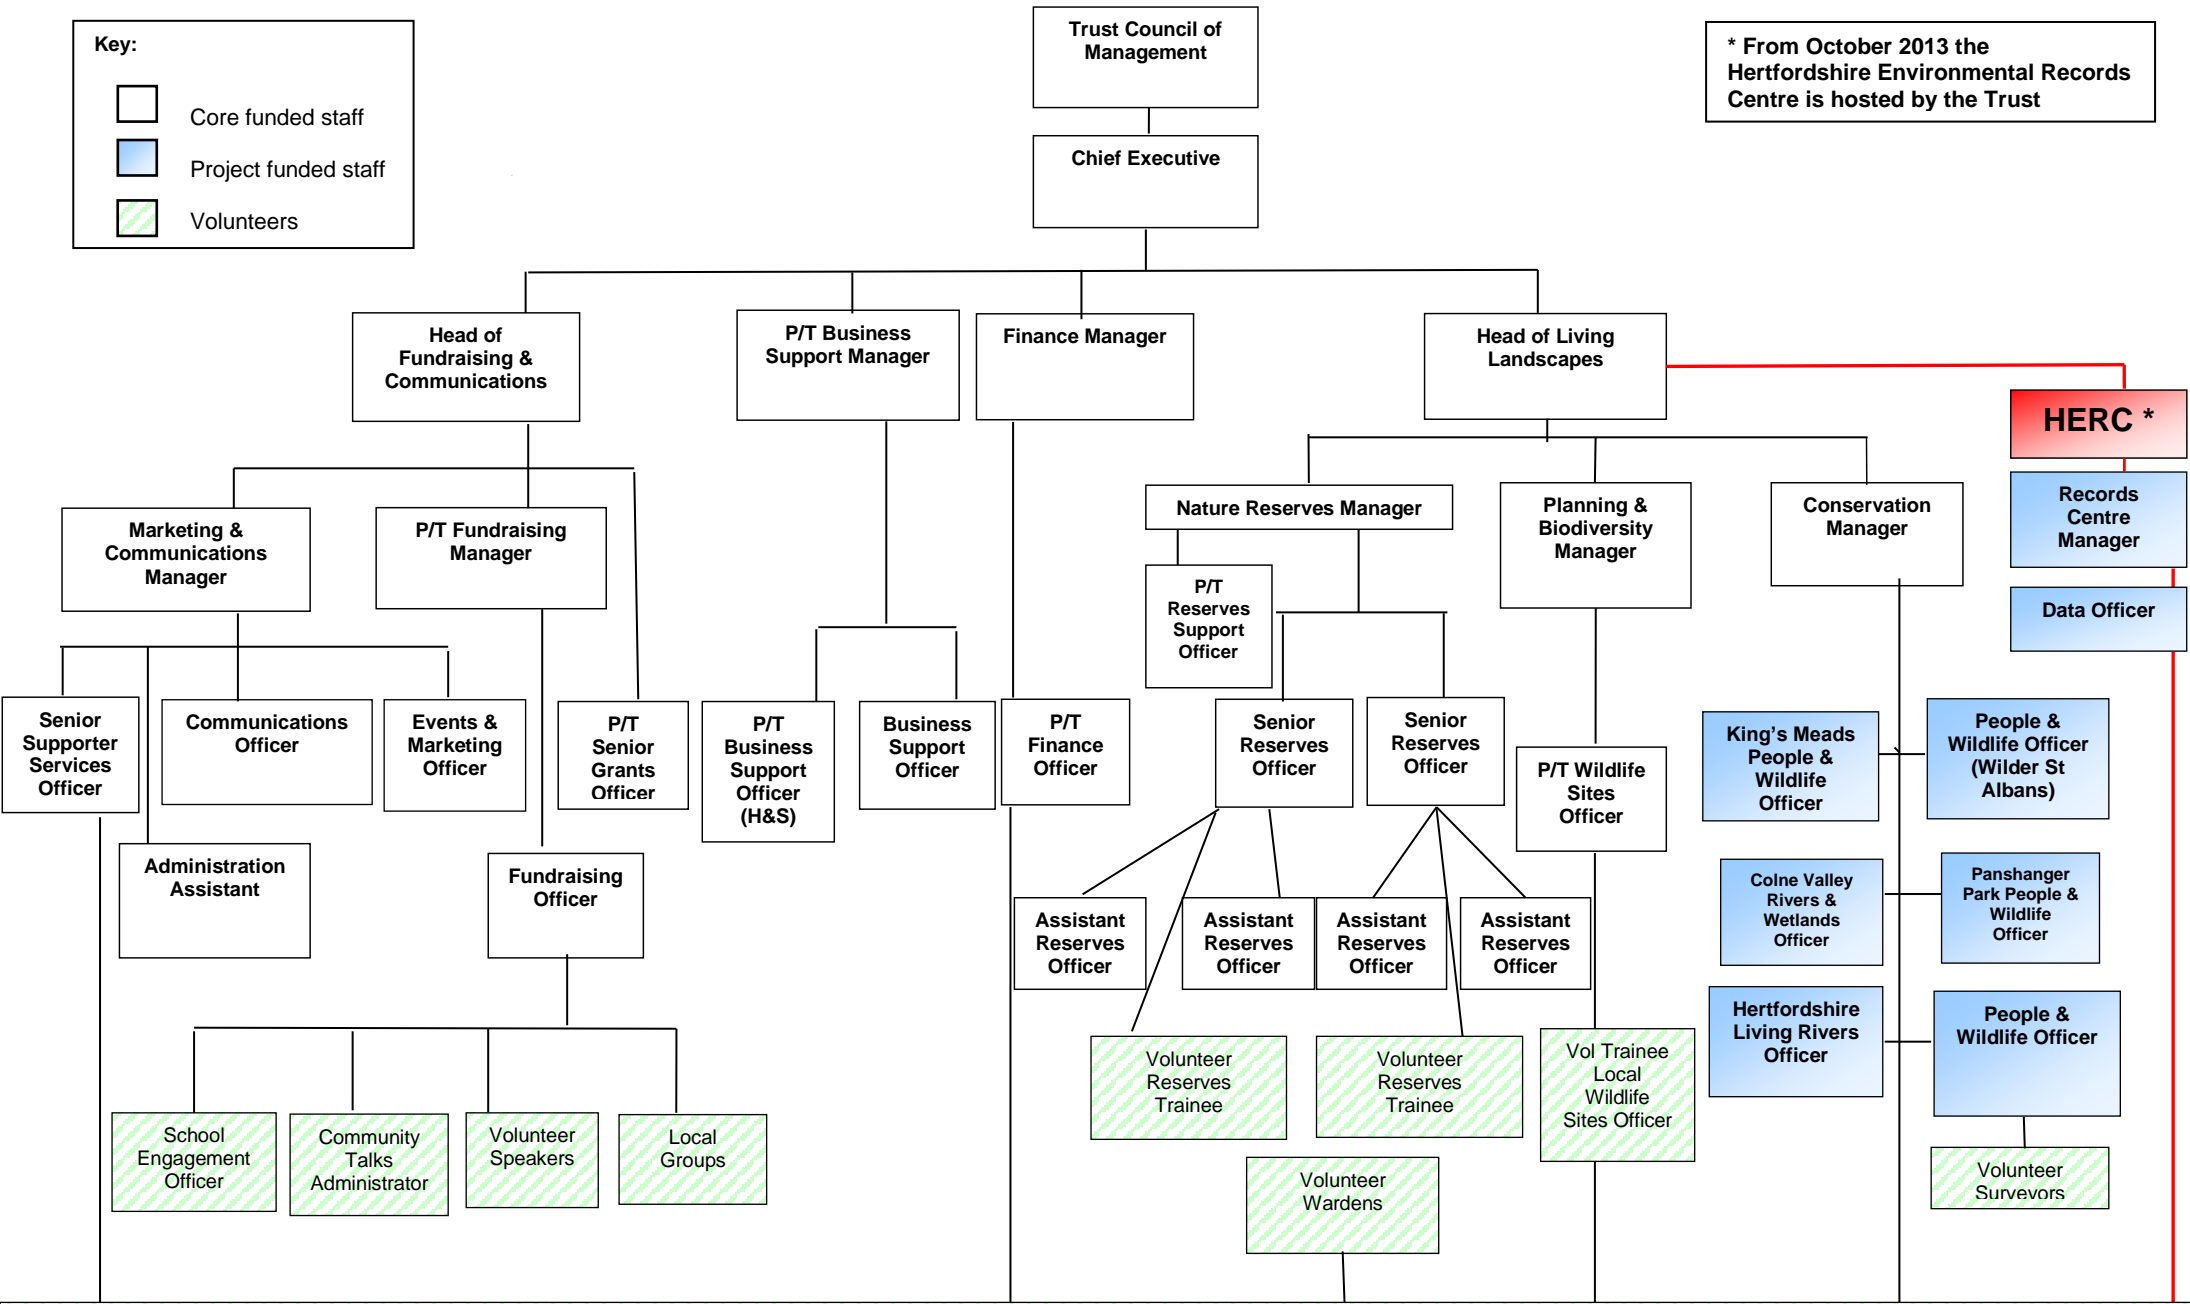 Key:
Core funded staff
Project funded staff
Volunteers
Trust Council of
Management
* From October 2013 the
Hertfordshire Environmental Records
Centre is hosted by the Trust
Chief Executive
Head of
Fundraising &
Communications
P/T Business
Support Manager
Finance Manager
Head of Living
Landscapes
HERC *
Records
Centre
Manager
Data Officer
Marketing &
Communications
Manager
P/T Fundraising
Manager
Nature Reserves Manager
Planning &
Biodiversity
Manager
Conservation
Manager
P/T
Reserves
Support
Officer
Senior
Supporter
Services
Officer
Communications
Officer
Events &
Marketing
Officer
P/T
Senior
Grants
Officer
P/T
Business
Support
Officer
(H&S)
Business
Support
Officer
P/T
Finance
Officer
Senior
Reserves
Officer
Senior
Reserves
Officer
P/T Wildlife
Sites
Officer
King's Meads
People &
Wildlife
Officer
People &
Wildlife Officer
(Wilder St
Albans)
Administration
Assistant
Fundraising
Officer
Assistant
Reserves
Officer
Assistant
Reserves
Officer
Assistant
Reserves
Officer
Assistant
Reserves
Officer
Colne Valley
Rivers &
Wetlands
Officer
Panshanger
Park People &
Wildlife
Officer
Hertfordshire
Living Rivers
Officer
People &
Wildlife Officer
Volunteer
Reserves
Trainee
Volunteer
Reserves
Trainee
Vol Trainee
Local
Wildlife
Sites Officer
School
Engagement
Officer
Community
Talks
Administrator
Volunteer
Speakers
Local
Groups
Volunteer
Wardens
Volunteer
Surveyors